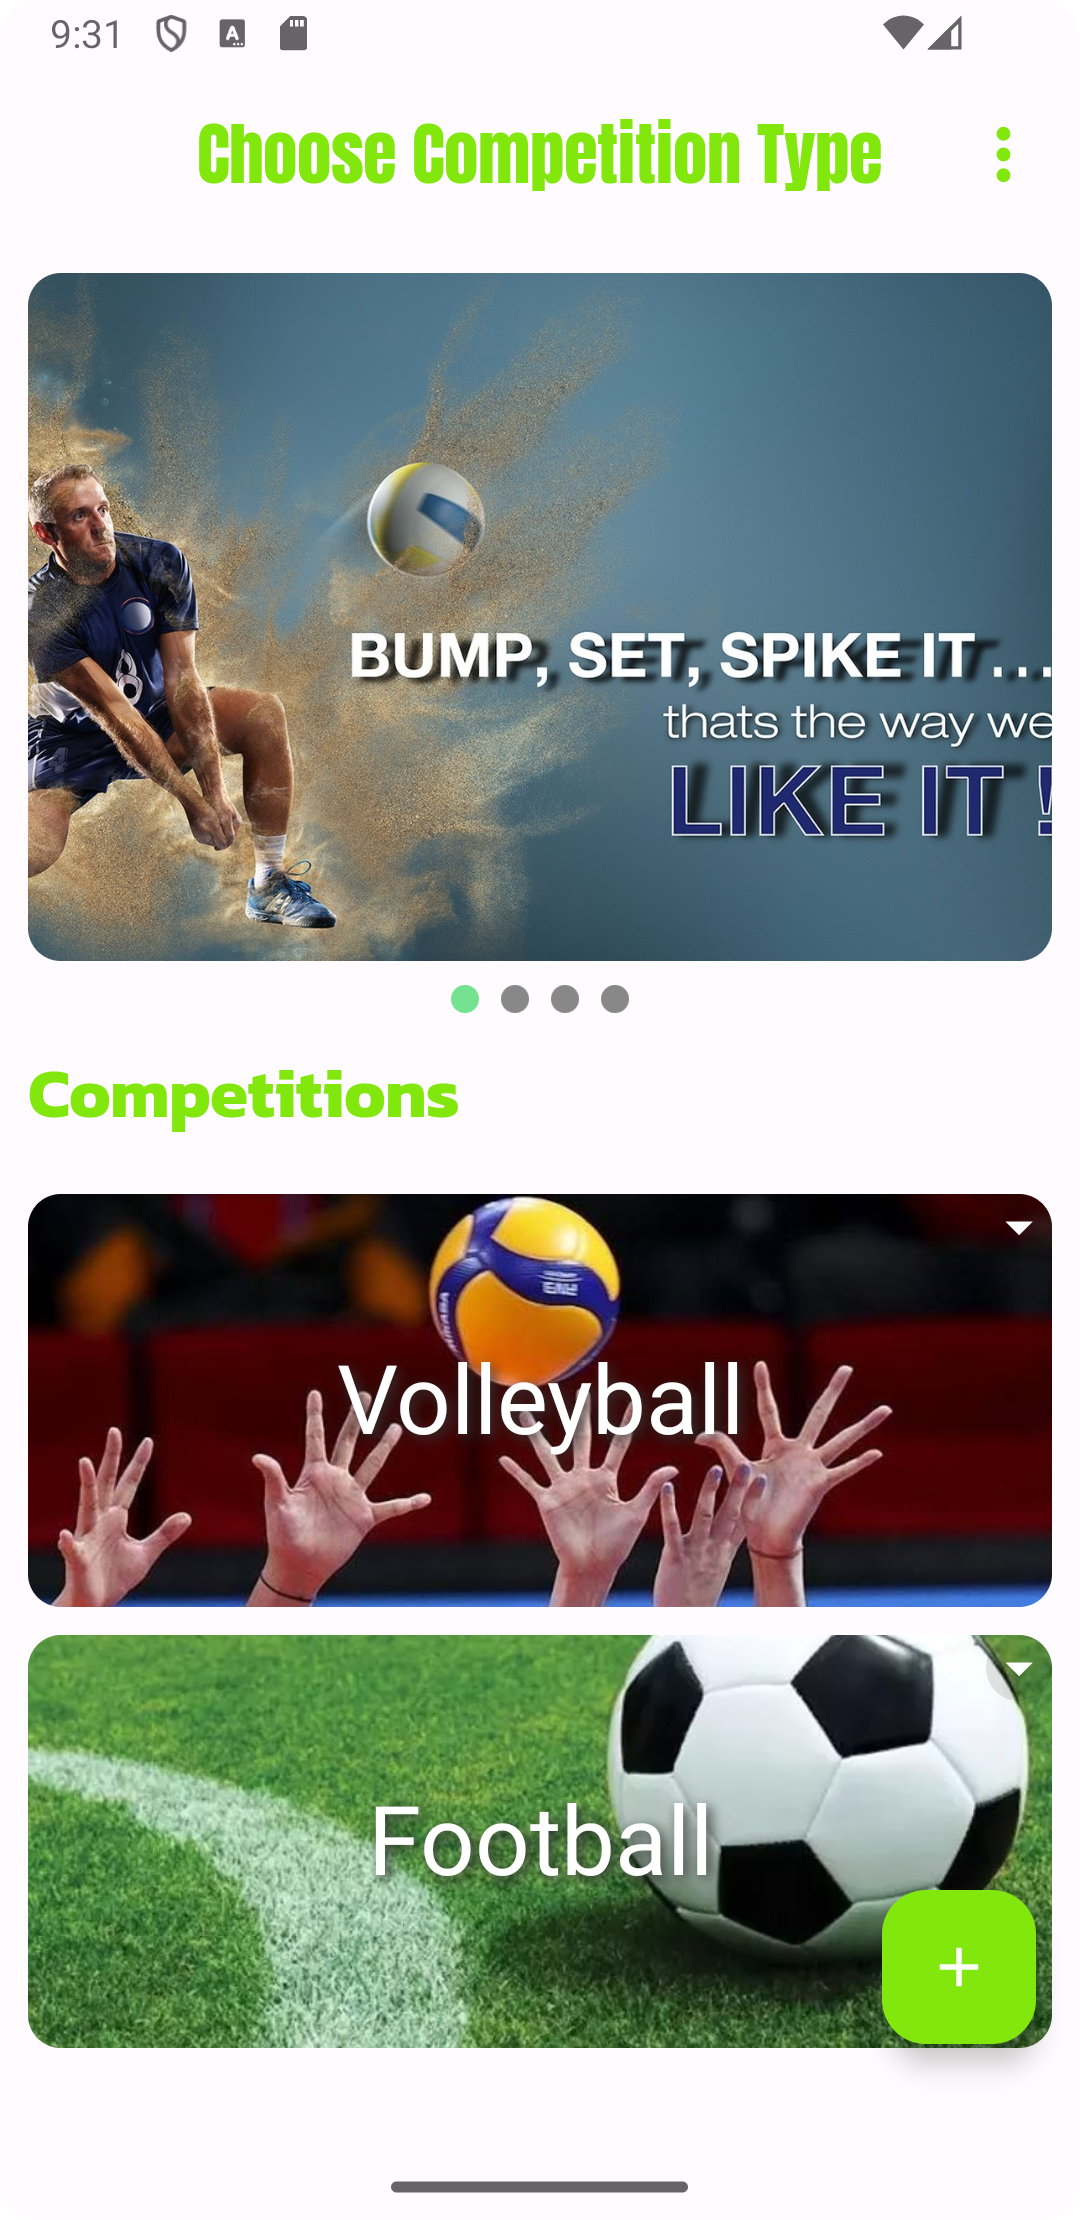 9:31
Choose Competition Type
BUMP, SET, SPIKE IT...
thats the way we
LIKE IT !
Competitions
Volleyball
Football